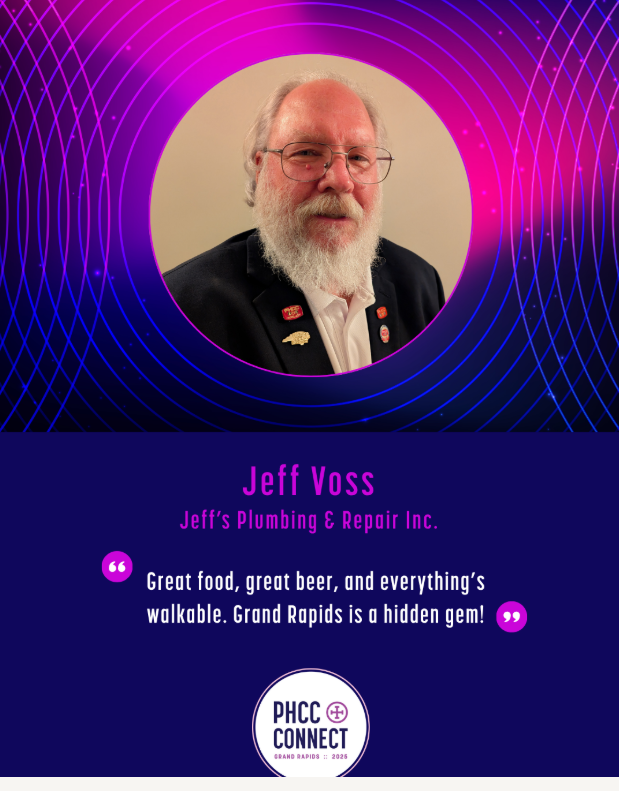 Jeff Voss
Jeff's Plumbing & Repair Inc.
“ Great food, great beer, and everything's
walkable. Grand Rapids is a hidden gem! ”
PHCC
CONNECT
GRAND RAPIDS :: 2026